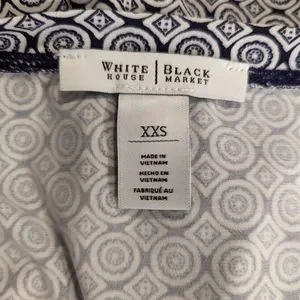 WHITE HOUSE | BLACK MARKET
XXS
MADE IN
VIETNAM
HECHO EN
VIETNAM
FABRIQUÉ AU
VIETNAM